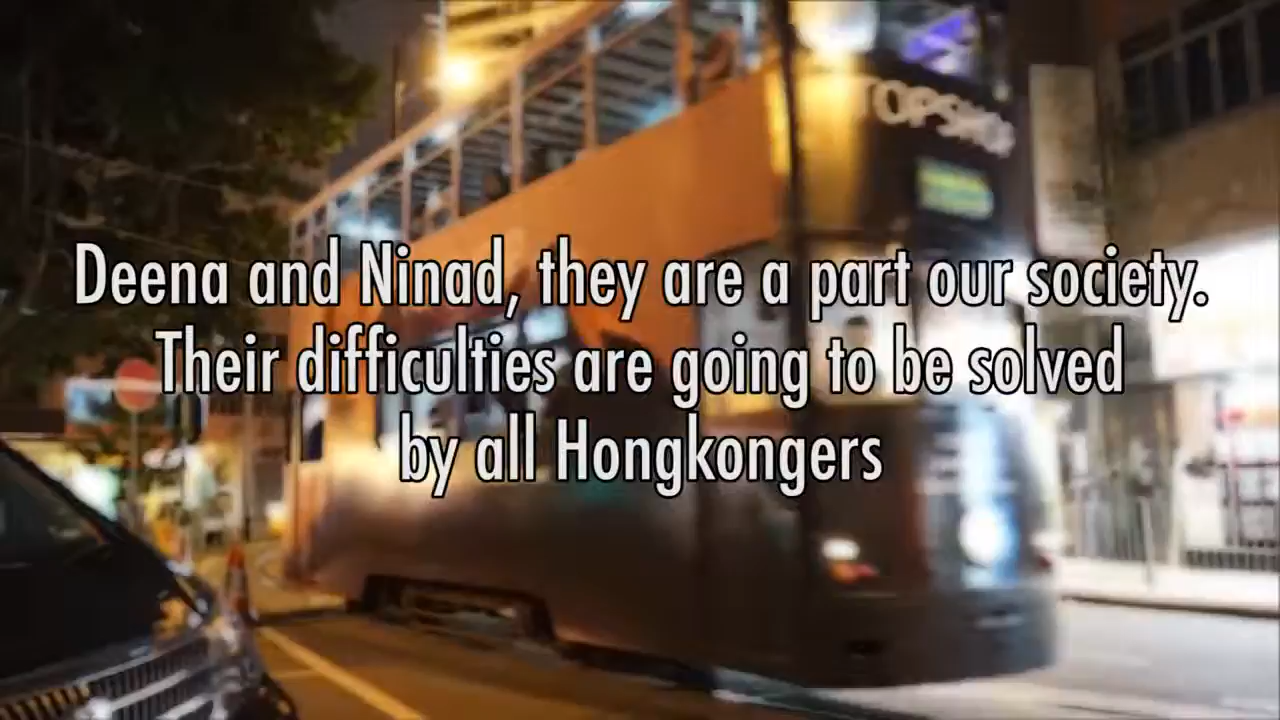 TOPSHOP
Deena and Ninad, they are a part our society.
Their difficulties are going to be solved
by all Hongkongers